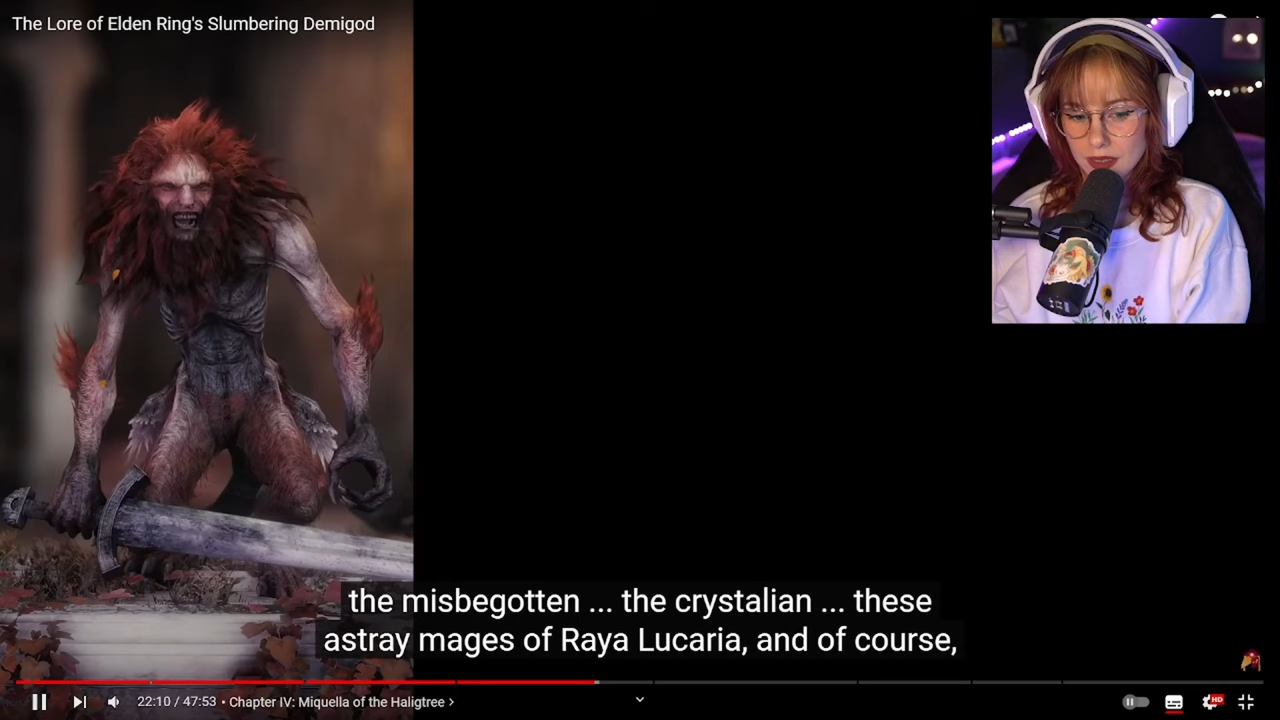 The Lore of Elden Ring's Slumbering Demigod
the misbegotten ... the crystalian ... these
astray mages of Raya Lucaria, and of course,
22:10 / 47:53 • Chapter IV: Miquella of the Haligtree >
HD